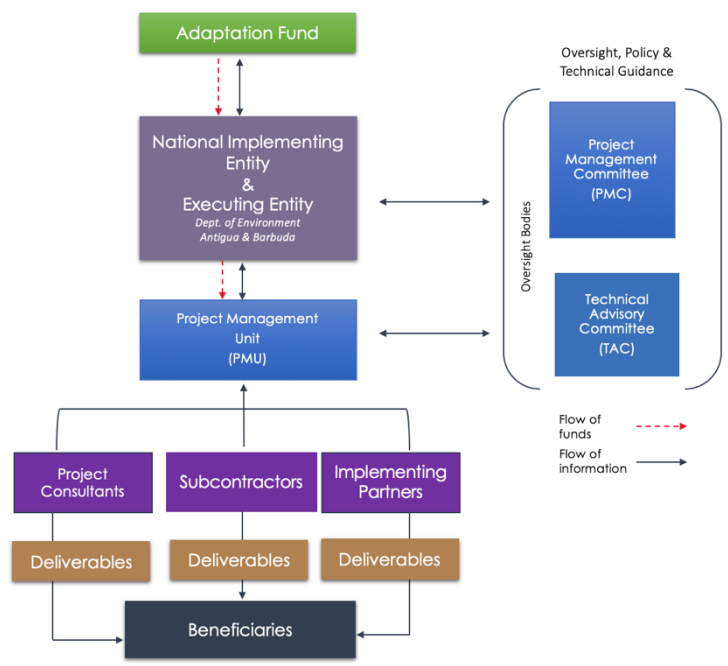 Adaptation Fund
Oversight, Policy &
Technical Guidance
National Implementing
Entity
&
Executing Entity
Dept. of Environment
Antigua & Barbuda
Oversight Bodies
Project
Management
Committee
(PMC)
Project Management
Unit
(PMU)
Technical
Advisory
Committee
(TAC)
Flow of
funds
Flow of
information
Project
Consultants
Subcontractors
Implementing
Partners
Deliverables
Deliverables
Deliverables
Beneficiaries